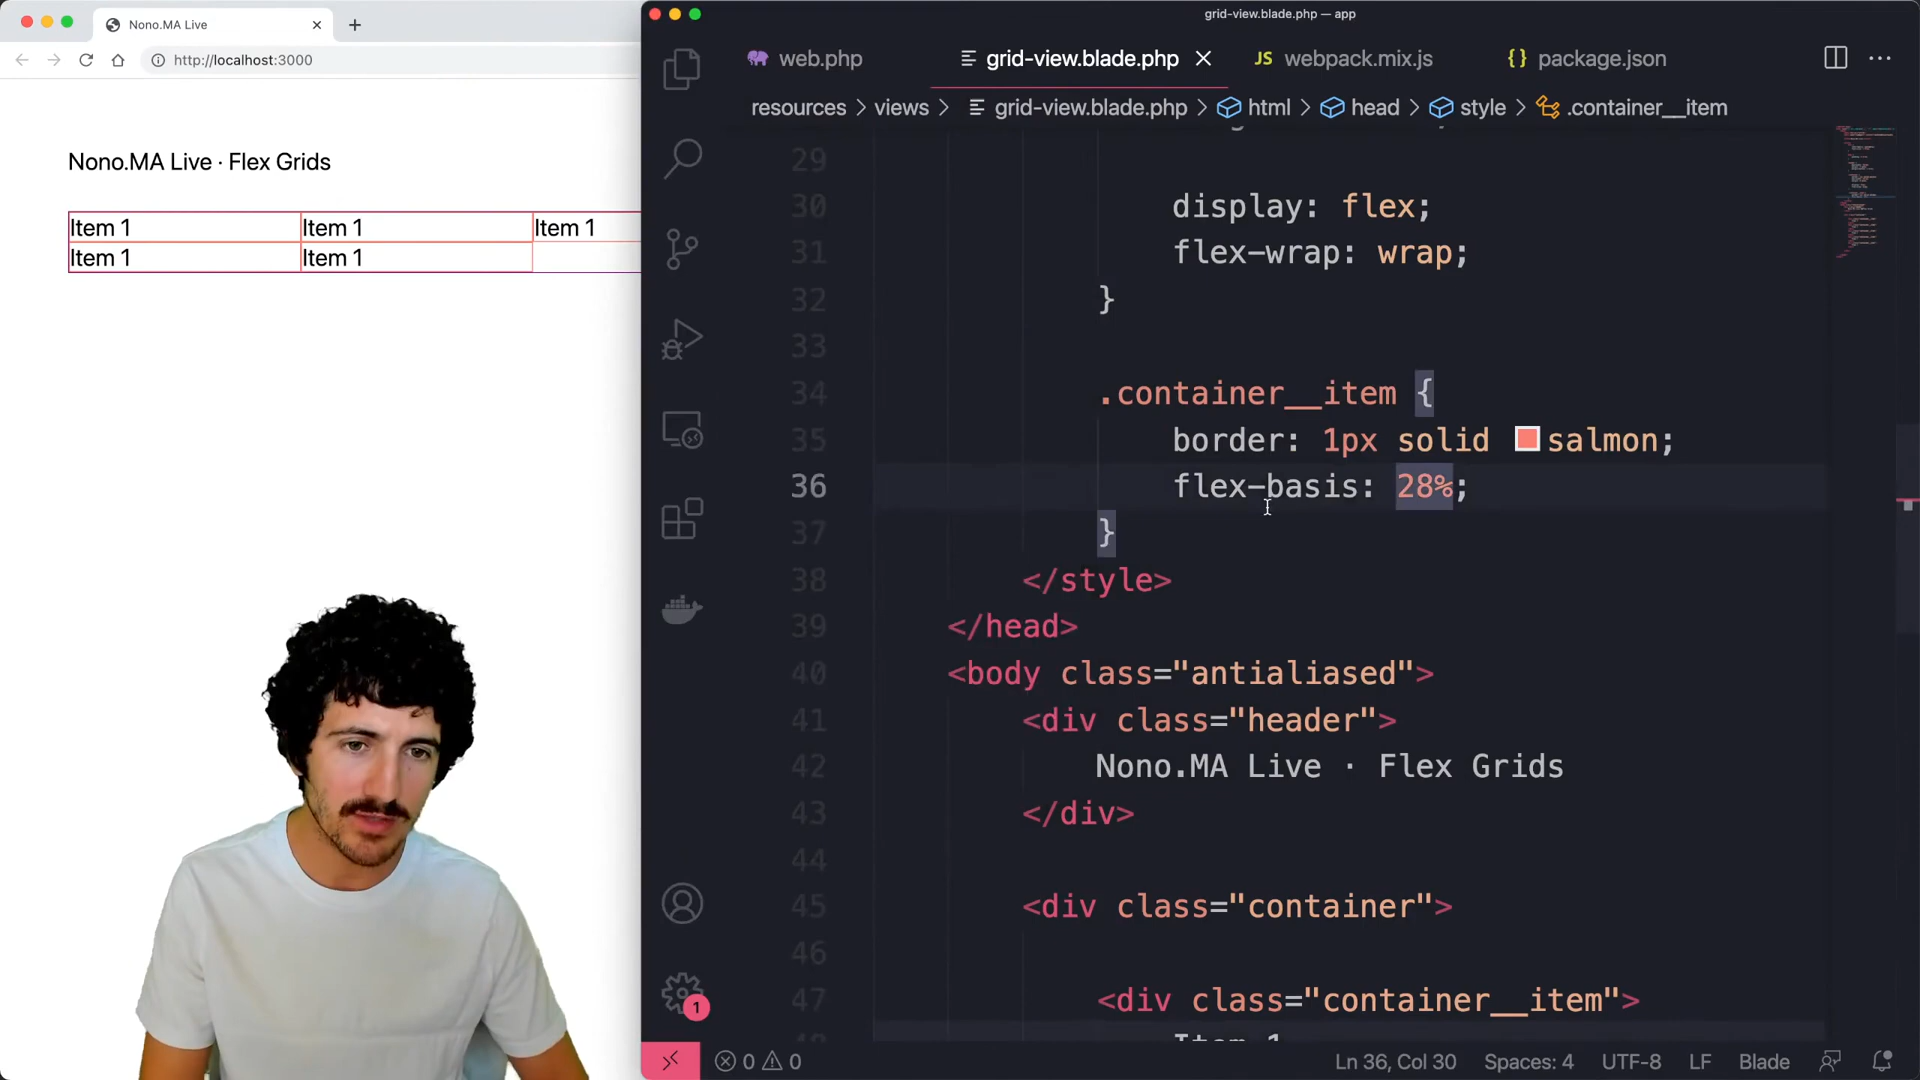 Nono.MA Live
http://localhost:3000
Nono.MA Live · Flex Grids
Item 1 Item 1 Item 1
Item 1 Item 1
grid-view.blade.php — app
web.php grid-view.blade.php JS webpack.mix.js {} package.json
resources > views > grid-view.blade.php > html > head > style > .container__item
29
30 display: flex;
31 flex-wrap: wrap;
32 }
33
34 .container__item {
35 border: 1px solid salmon;
36 flex-basis: 28%;
37 }
38 </style>
39 </head>
40 <body class="antialiased">
41 <div class="header">
42 Nono.MA Live · Flex Grids
43 </div>
44
45 <div class="container">
46
47 <div class="container__item">
1
0 0 Ln 36, Col 30 Spaces: 4 UTF-8 LF Blade